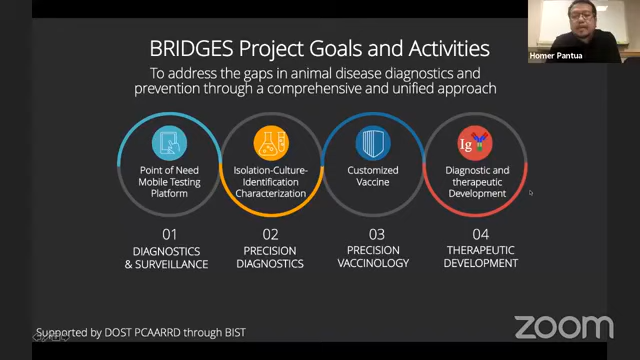 BRIDGES Project Goals and Activities
To address the gaps in animal disease diagnostics and
prevention through a comprehensive and unified approach
Point of Need
Mobile Testing
Platform
Isolation-Culture-
Identification
Characterization
Customized
Vaccine
Ig
Diagnostic and
therapeutic
Development
01
DIAGNOSTICS
& SURVEILLANCE
02
PRECISION
DIAGNOSTICS
03
PRECISION
VACCINOLOGY
04
THERAPEUTIC
DEVELOPMENT
Supported by DOST PCAARRD through BIST
Homer Pantua
zoom